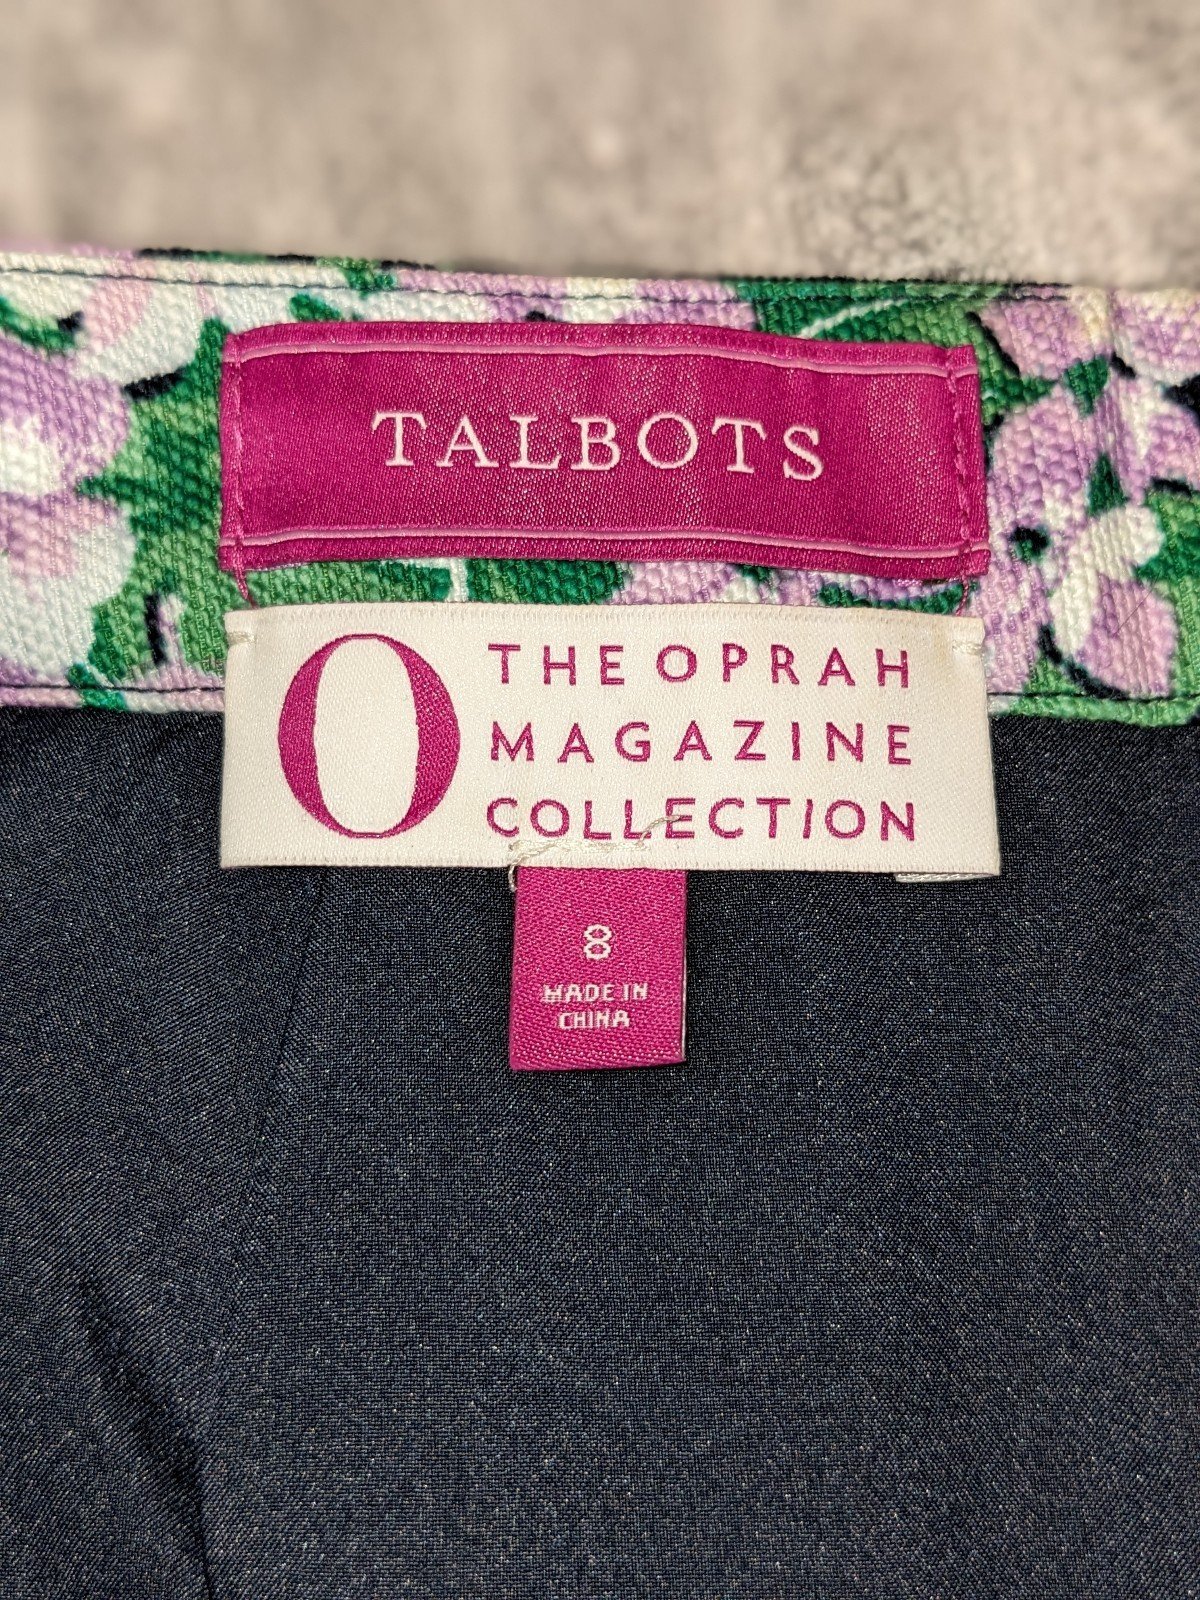 TALBOTS
O
THE OPRAH
MAGAZINE
COLLECTION
8
MADE IN
CHINA